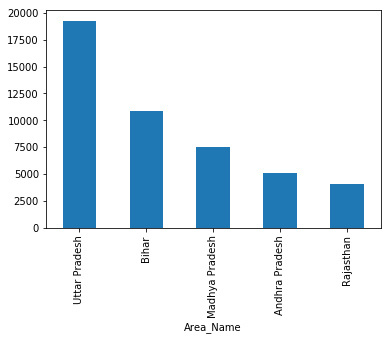 20000
17500
15000
12500
10000
7500
5000
2500
0
Uttar Pradesh
Bihar
Madhya Pradesh
Andhra Pradesh
Rajasthan
Area_Name